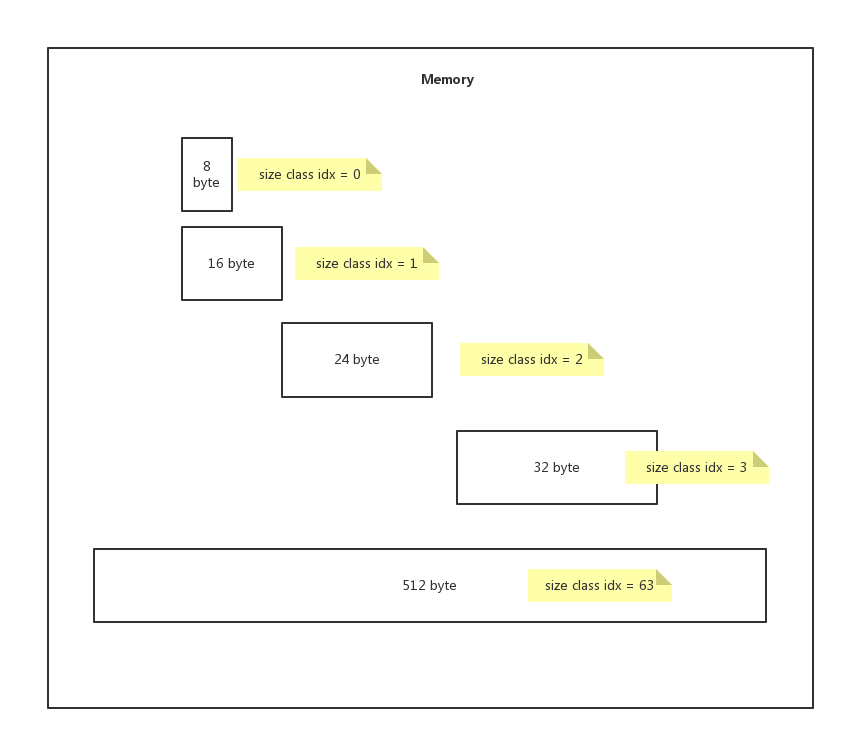 Memory
8
byte
size class idx = 0
16 byte
size class idx = 1
24 byte
size class idx = 2
32 byte
size class idx = 3
512 byte
size class idx = 63